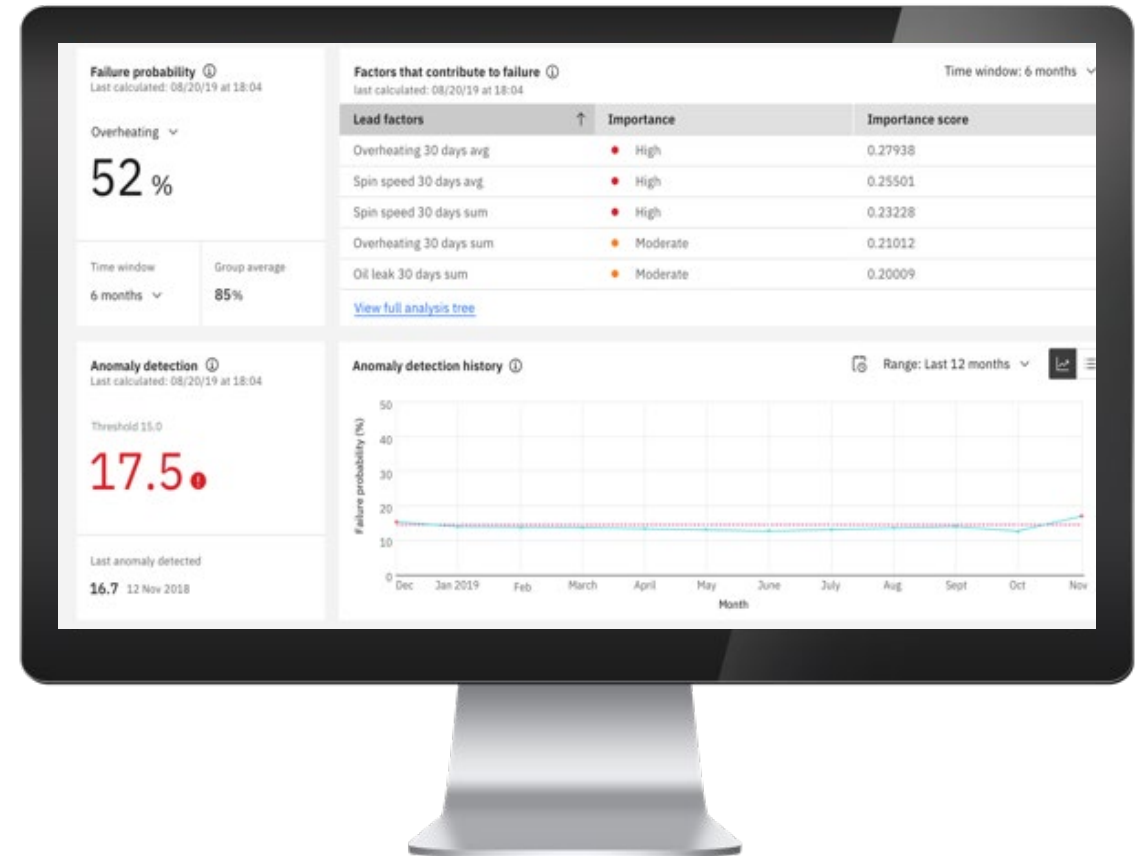 Failure probability
Last calculated: 08/20/19 at 18:04
Overheating
52 %
Time window
6 months
Group average
85%
Factors that contribute to failure
last calculated: 08/20/19 at 18:04
Time window: 6 months
Lead factors Importance Importance score
Overheating 30 days avg High 0.27938
Spin speed 30 days avg High 0.25501
Spin speed 30 days sum High 0.23228
Overheating 30 days sum Moderate 0.21012
Oil leak 30 days sum Moderate 0.20009
View full analysis tree
Anomaly detection
Last calculated: 08/20/19 at 18:04
Threshold 15.0
17.5
Last anomaly detected
16.7 12 Nov 2018
Anomaly detection history
Range: Last 12 months
Failure probability (%)
50
40
30
20
10
0
Dec Jan 2019 Feb March April May June July Aug Sept Oct Nov
Month